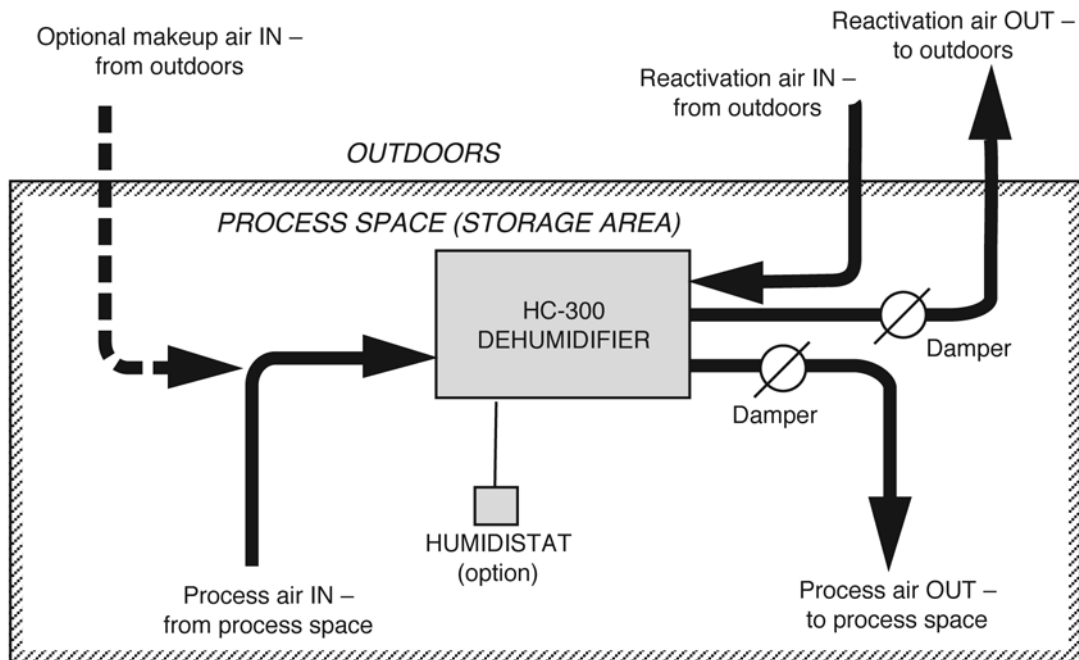 Optional makeup air IN –
from outdoors
Reactivation air OUT –
to outdoors
Reactivation air IN –
from outdoors
OUTDOORS
PROCESS SPACE (STORAGE AREA)
HC-300
DEHUMIDIFIER
Damper
Damper
HUMIDISTAT
(option)
Process air IN –
from process space
Process air OUT –
to process space